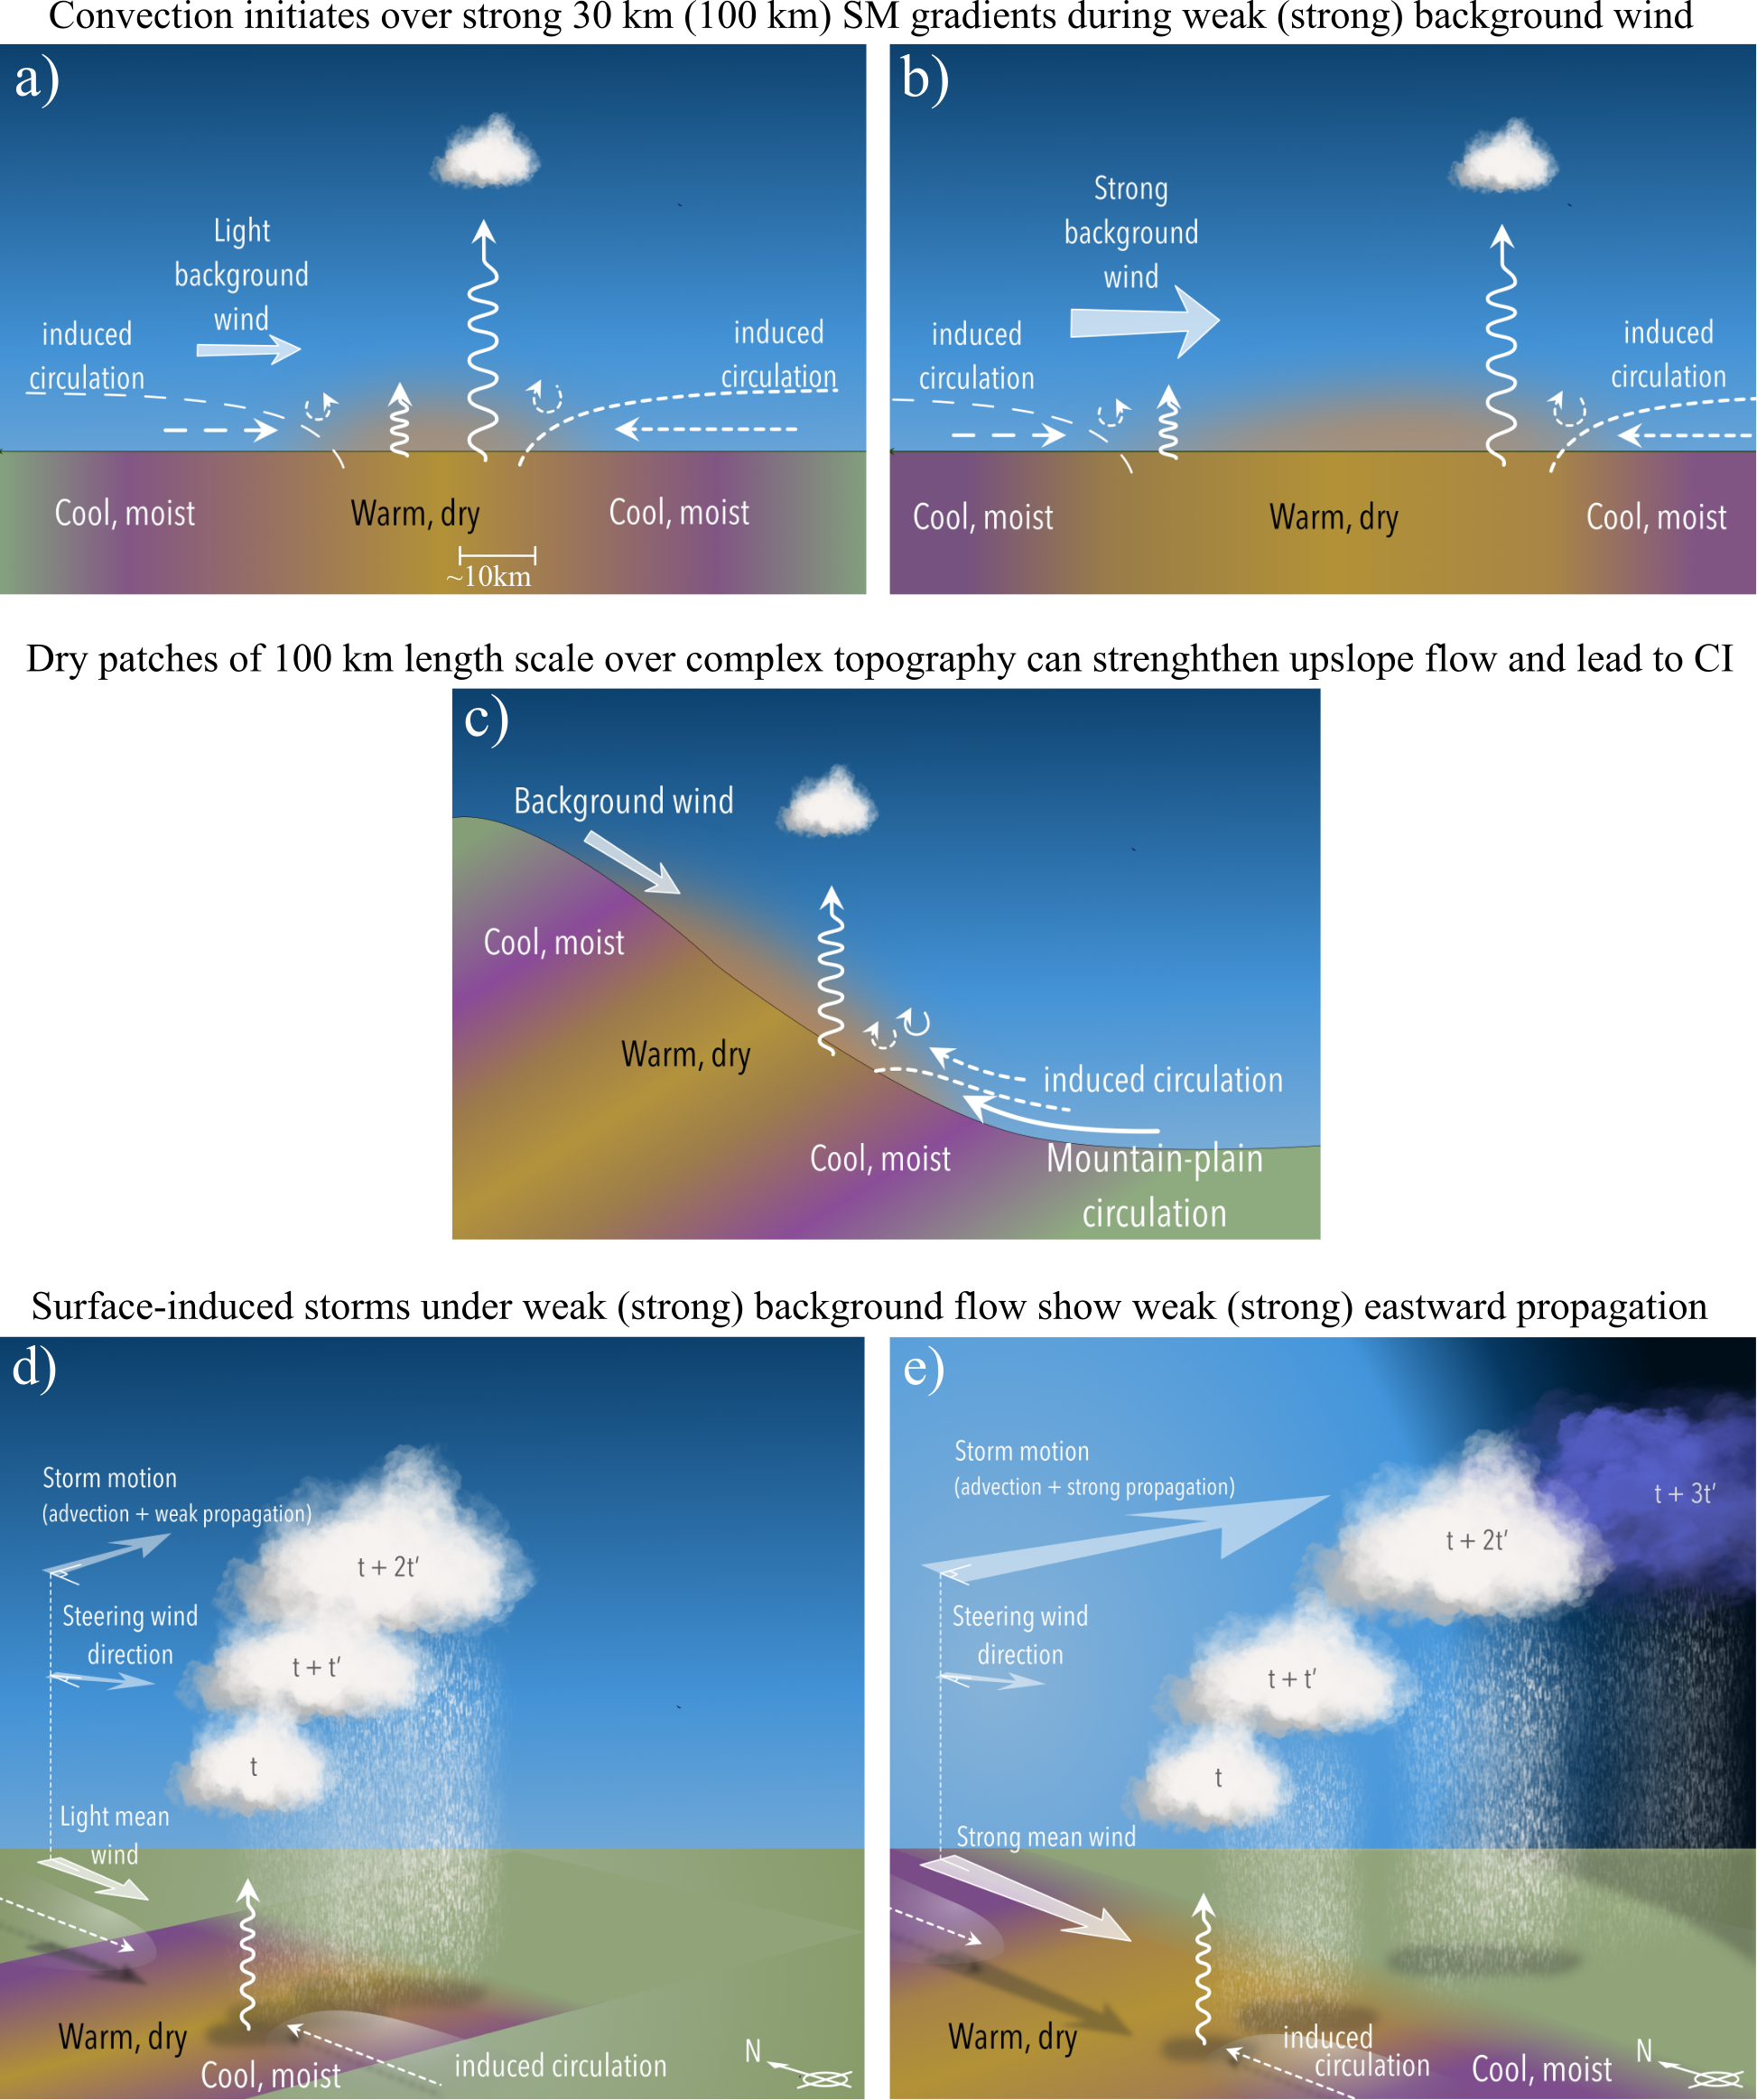 Convection initiates over strong 30 km (100 km) SM gradients during weak (strong) background wind
a)
Light
background
wind
induced
circulation
induced
circulation
Cool, moist
Warm, dry
Cool, moist
~10km
b)
Strong
background
wind
induced
circulation
induced
circulation
Cool, moist
Warm, dry
Cool, moist
Dry patches of 100 km length scale over complex topography can strenghthen upslope flow and lead to CI
c)
Background wind
Cool, moist
Warm, dry
induced circulation
Cool, moist
Mountain-plain
circulation
Surface-induced storms under weak (strong) background flow show weak (strong) eastward propagation
d)
Storm motion
(advection + weak propagation)
t + 2t'
Steering wind
direction
t + t'
t
Light mean
wind
Warm, dry
Cool, moist
induced circulation
N
e)
Storm motion
(advection + strong propagation)
t + 3t'
t + 2t'
Steering wind
direction
t + t'
t
Strong mean wind
Warm, dry
induced
circulation
Cool, moist
N